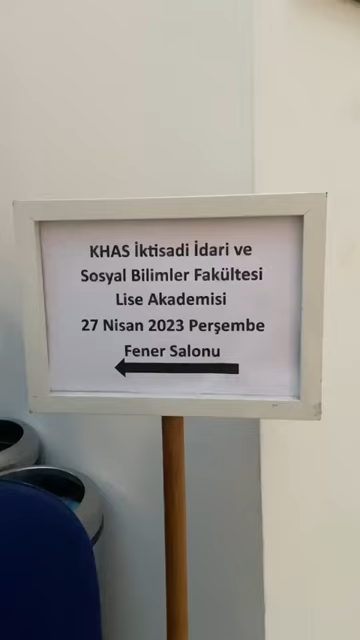 KHAS İktisadi İdari ve
Sosyal Bilimler Fakültesi
Lise Akademisi
27 Nisan 2023 Perşembe
Fener Salonu